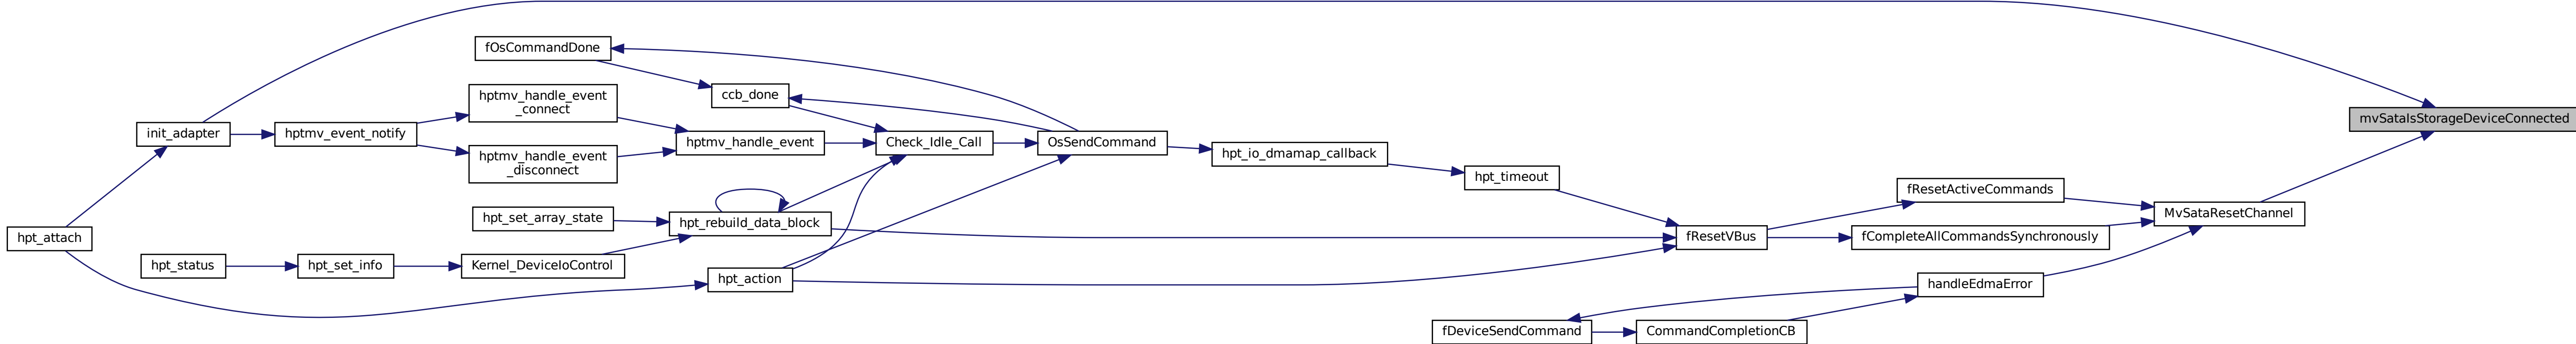 fOsCommandDone
hptmv_handle_event
_connect
ccb_done
mvSataIsStorageDeviceConnected
init_adapter
hptmv_event_notify
hptmv_handle_event
Check_Idle_Call
OsSendCommand
hpt_io_dmamap_callback
hptmv_handle_event
_disconnect
hpt_timeout
fResetActiveCommands
hpt_set_array_state
hpt_rebuild_data_block
MvSataResetChannel
hpt_attach
fResetVBus
fCompleteAllCommandsSynchronously
hpt_status
hpt_set_info
Kernel_DeviceIoControl
hpt_action
handleEdmaError
fDeviceSendCommand
CommandCompletionCB